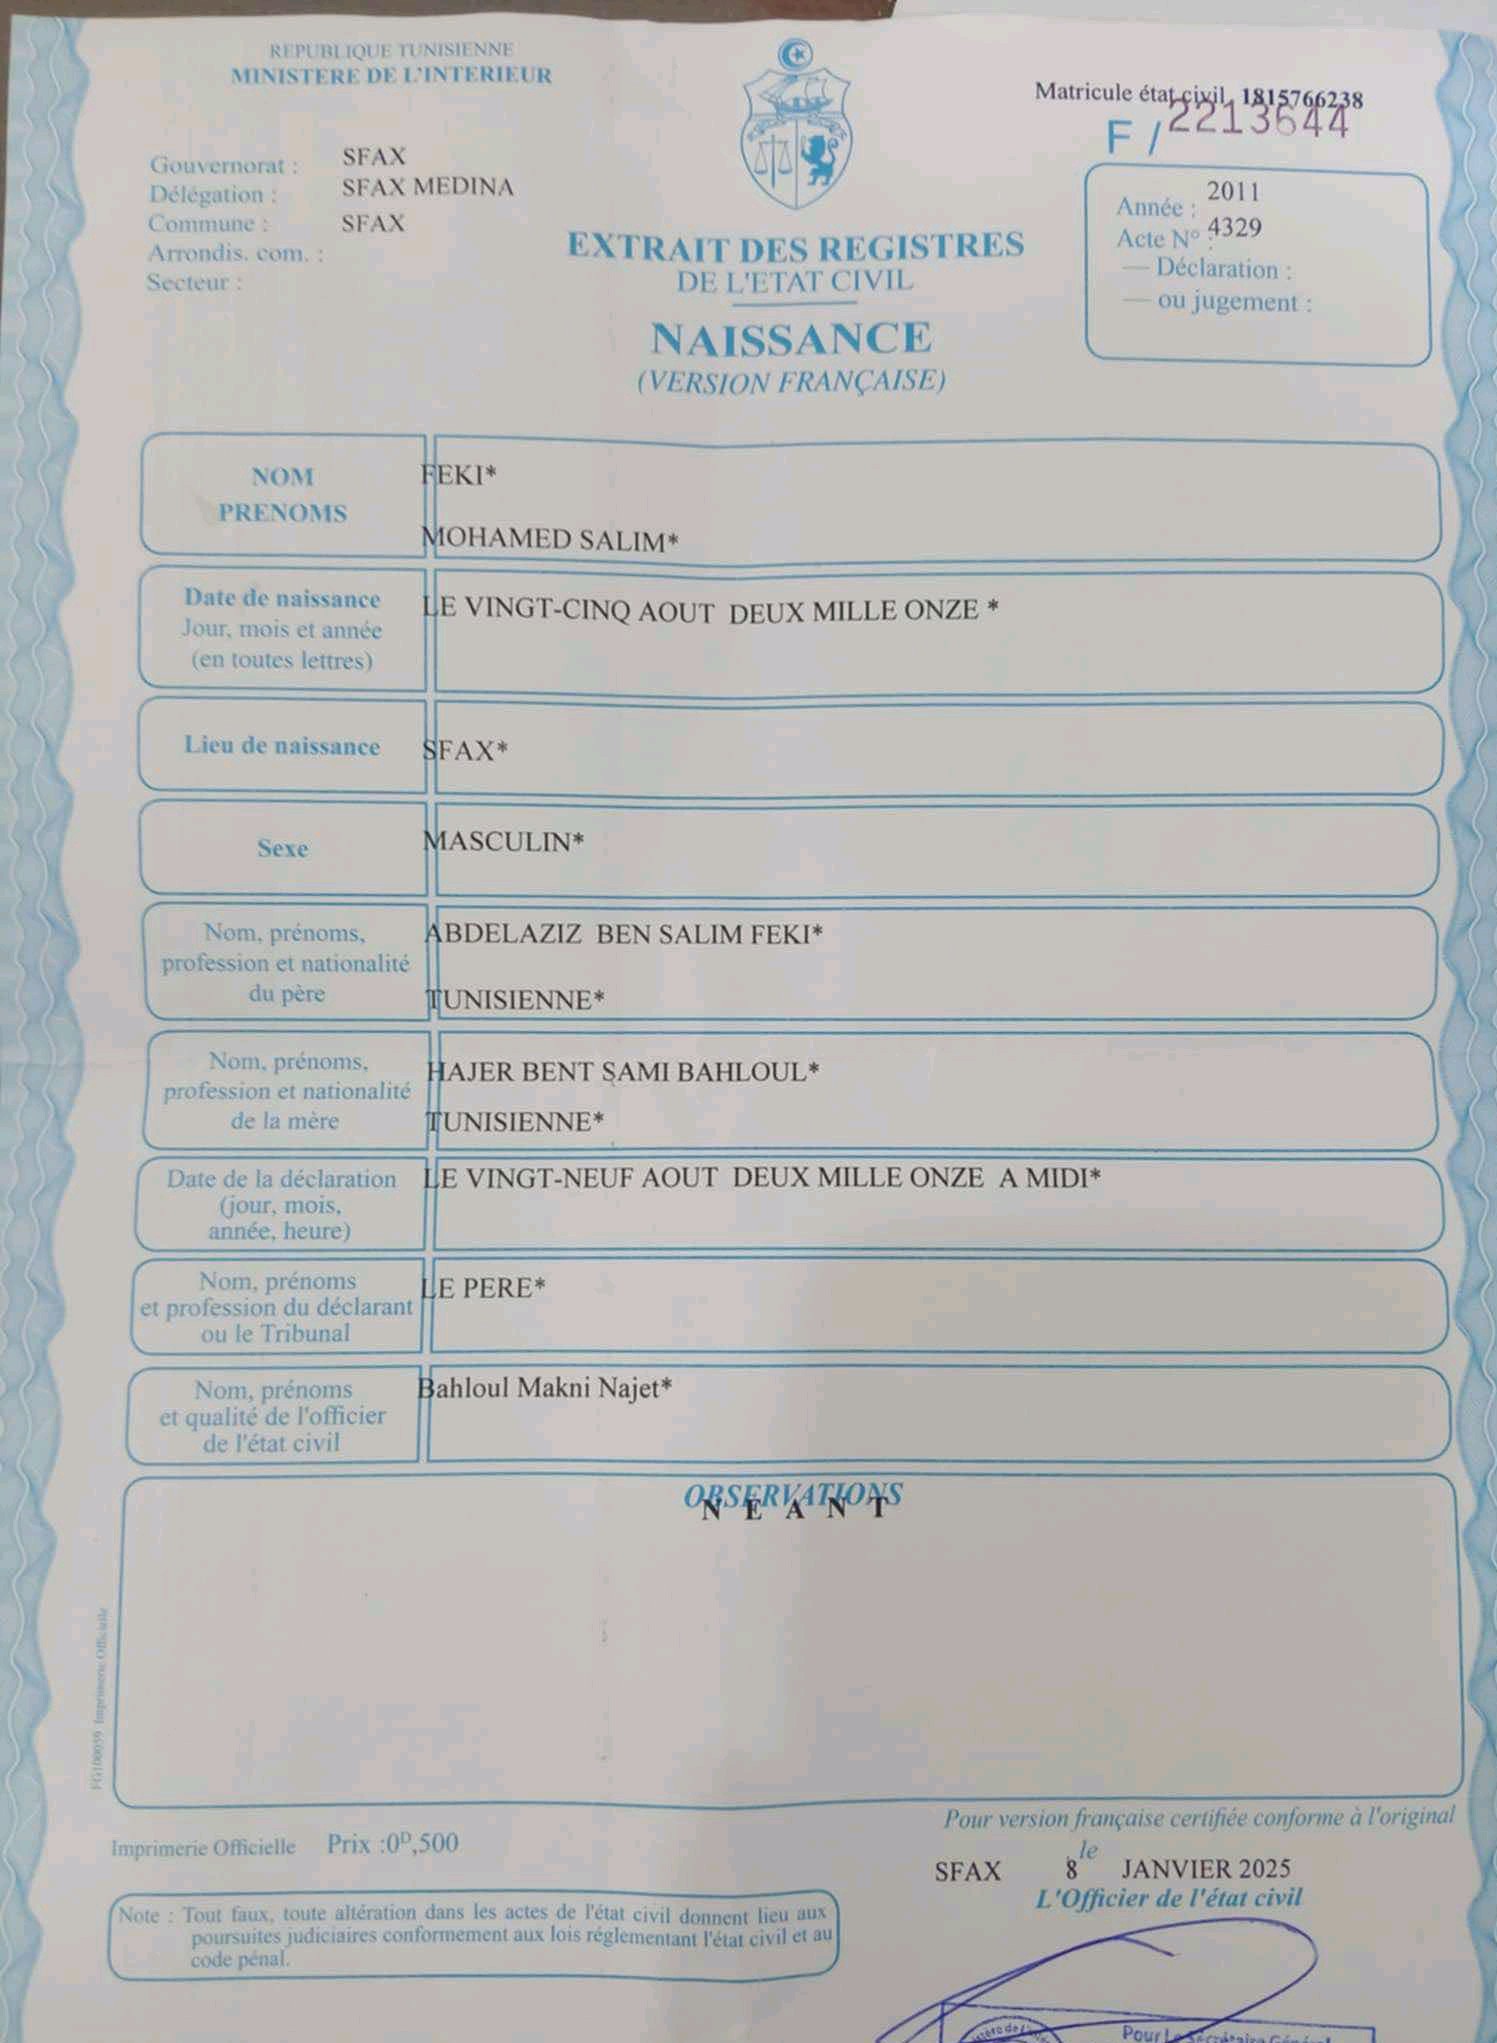 REPUBLIQUE TUNISIENNE
MINISTERE DE L'INTERIEUR
Matricule état civil 1815766238
F / 2213644
Gouvernorat : SFAX
Délégation : SFAX MEDINA
Commune : SFAX
Arrondis. com. :
Secteur :
EXTRAIT DES REGISTRES
DE L'ETAT CIVIL
NAISSANCE
(VERSION FRANÇAISE)
Année : 2011
Acte N° : 4329
— Déclaration :
— ou jugement :
NOM
PRENOMS
FEKI*
MOHAMED SALIM*
Date de naissance
Jour, mois et année
(en toutes lettres)
LE VINGT-CINQ AOUT DEUX MILLE ONZE *
Lieu de naissance
SFAX*
Sexe
MASCULIN*
Nom, prénoms,
profession et nationalité
du père
ABDELAZIZ BEN SALIM FEKI*
TUNISIENNE*
Nom, prénoms,
profession et nationalité
de la mère
HAJER BENT SAMI BAHLOUL*
TUNISIENNE*
Date de la déclaration
(jour, mois,
année, heure)
LE VINGT-NEUF AOUT DEUX MILLE ONZE A MIDI*
Nom, prénoms
et profession du déclarant
ou le Tribunal
LE PERE*
Nom, prénoms
et qualité de l'officier
de l'état civil
Bahloul Makni Najet*
OBSERVATIONS
N E A N T
FG100059 Imprimerie Officielle
Pour version française certifiée conforme à l'original
Imprimerie Officielle Prix :0ᴰ,500
le
SFAX 8 JANVIER 2025
L'Officier de l'état civil
Note : Tout faux, toute altération dans les actes de l'état civil donnent lieu aux
poursuites judiciaires conformement aux lois réglementant l'état civil et au
code pénal.
Pour Le Secrétaire Général